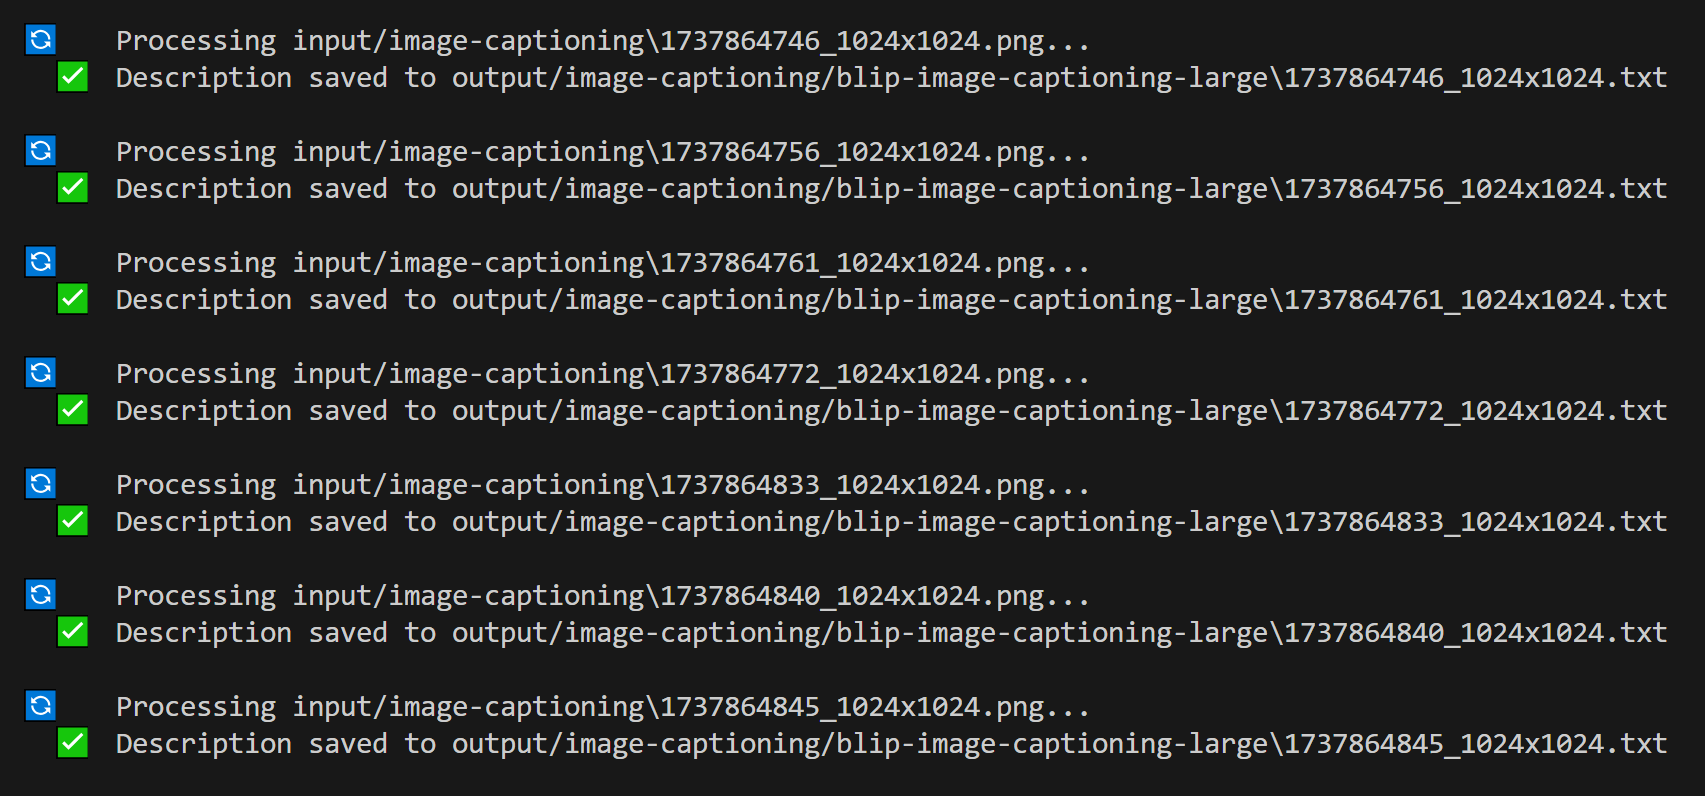 🔄 Processing input/image-captioning\1737864746_1024x1024.png...
✅ Description saved to output/image-captioning/blip-image-captioning-large\1737864746_1024x1024.txt
🔄 Processing input/image-captioning\1737864756_1024x1024.png...
✅ Description saved to output/image-captioning/blip-image-captioning-large\1737864756_1024x1024.txt
🔄 Processing input/image-captioning\1737864761_1024x1024.png...
✅ Description saved to output/image-captioning/blip-image-captioning-large\1737864761_1024x1024.txt
🔄 Processing input/image-captioning\1737864772_1024x1024.png...
✅ Description saved to output/image-captioning/blip-image-captioning-large\1737864772_1024x1024.txt
🔄 Processing input/image-captioning\1737864833_1024x1024.png...
✅ Description saved to output/image-captioning/blip-image-captioning-large\1737864833_1024x1024.txt
🔄 Processing input/image-captioning\1737864840_1024x1024.png...
✅ Description saved to output/image-captioning/blip-image-captioning-large\1737864840_1024x1024.txt
🔄 Processing input/image-captioning\1737864845_1024x1024.png...
✅ Description saved to output/image-captioning/blip-image-captioning-large\1737864845_1024x1024.txt